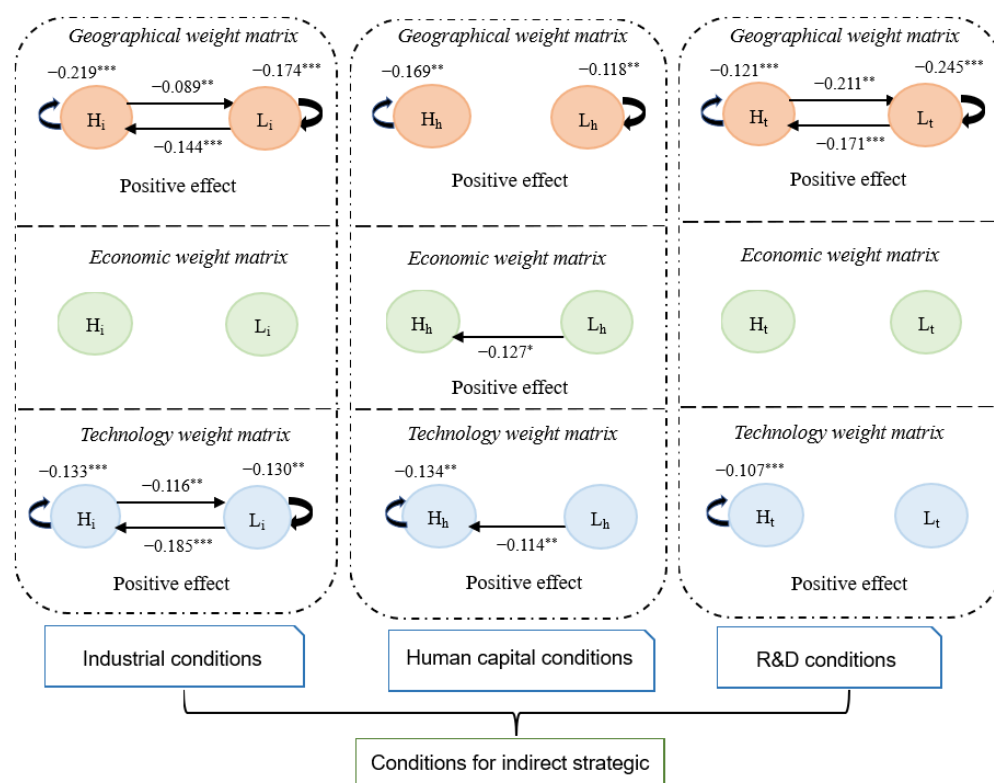 Geographical weight matrix
−0.219***
−0.089**
−0.174***
Hᵢ
Lᵢ
−0.144***
Positive effect
Economic weight matrix
Hᵢ
Lᵢ
Technology weight matrix
−0.133***
−0.116**
−0.130**
Hᵢ
Lᵢ
−0.185***
Positive effect
Industrial conditions
Geographical weight matrix
−0.169**
−0.118**
Hₕ
Lₕ
Positive effect
Economic weight matrix
Hₕ
Lₕ
−0.127*
Positive effect
Technology weight matrix
−0.134**
Hₕ
Lₕ
−0.114**
Positive effect
Human capital conditions
Geographical weight matrix
−0.121***
−0.211**
−0.245***
Hₜ
Lₜ
−0.171***
Positive effect
Economic weight matrix
Hₜ
Lₜ
Technology weight matrix
−0.107***
Hₜ
Lₜ
Positive effect
R&D conditions
Conditions for indirect strategic